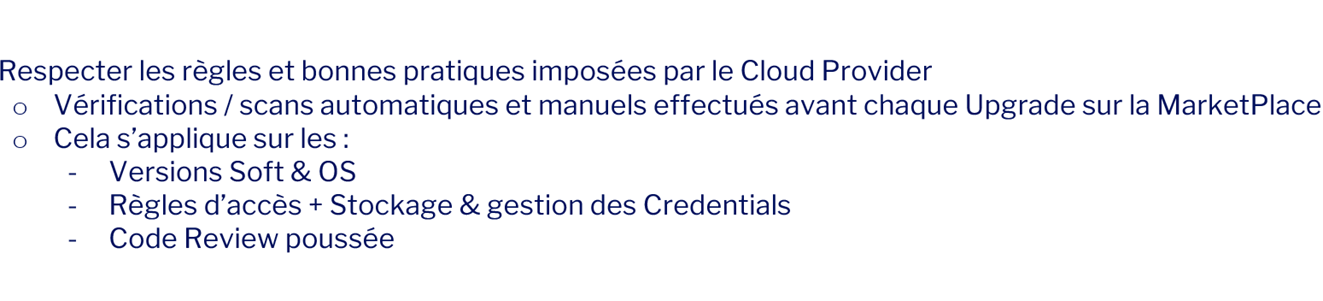 Respecter les règles et bonnes pratiques imposées par le Cloud Provider
o Vérifications / scans automatiques et manuels effectués avant chaque Upgrade sur la MarketPlace
o Cela s’applique sur les :
- Versions Soft & OS
- Règles d’accès + Stockage & gestion des Credentials
- Code Review poussée